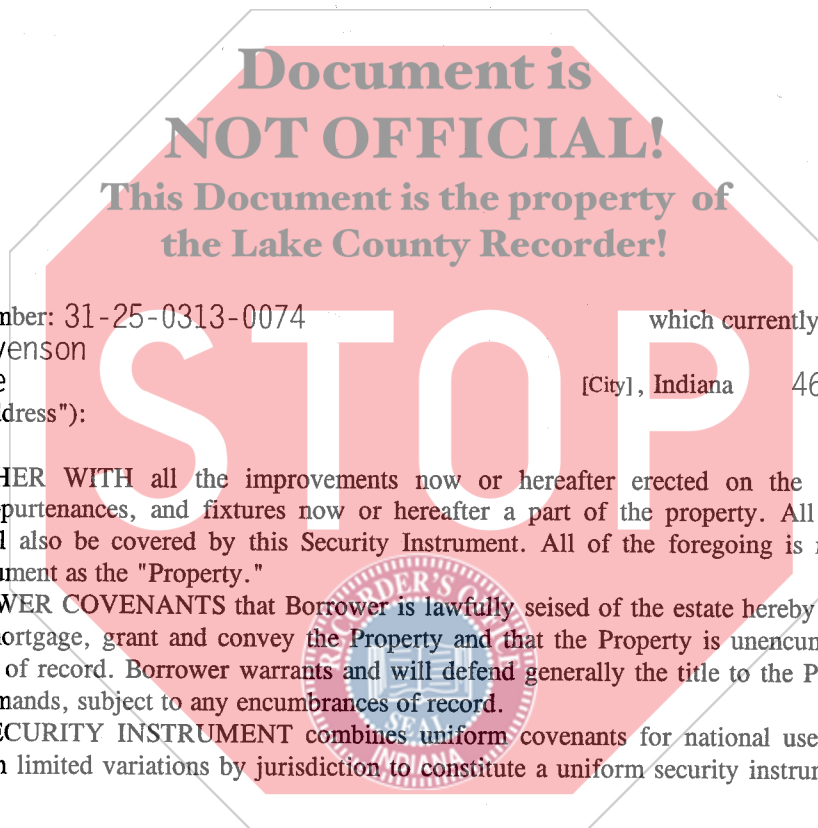 Document is
NOT OFFICIAL!
This Document is the property of
the Lake County Recorder!
STOP
mber: 31-25-0313-0074 which currently
venson
e [City], Indiana 46
dress"):
HER WITH all the improvements now or hereafter erected on the
purtenances, and fixtures now or hereafter a part of the property. All
l also be covered by this Security Instrument. All of the foregoing is
ument as the "Property."
WER COVENANTS that Borrower is lawfully seised of the estate hereby
ortgage, grant and convey the Property and that the Property is unencum
of record. Borrower warrants and will defend generally the title to the P
mands, subject to any encumbrances of record.
ECURITY INSTRUMENT combines uniform covenants for national use
n limited variations by jurisdiction to constitute a uniform security instrum
RECORDER'S OFFICE
SEAL
INDIANA